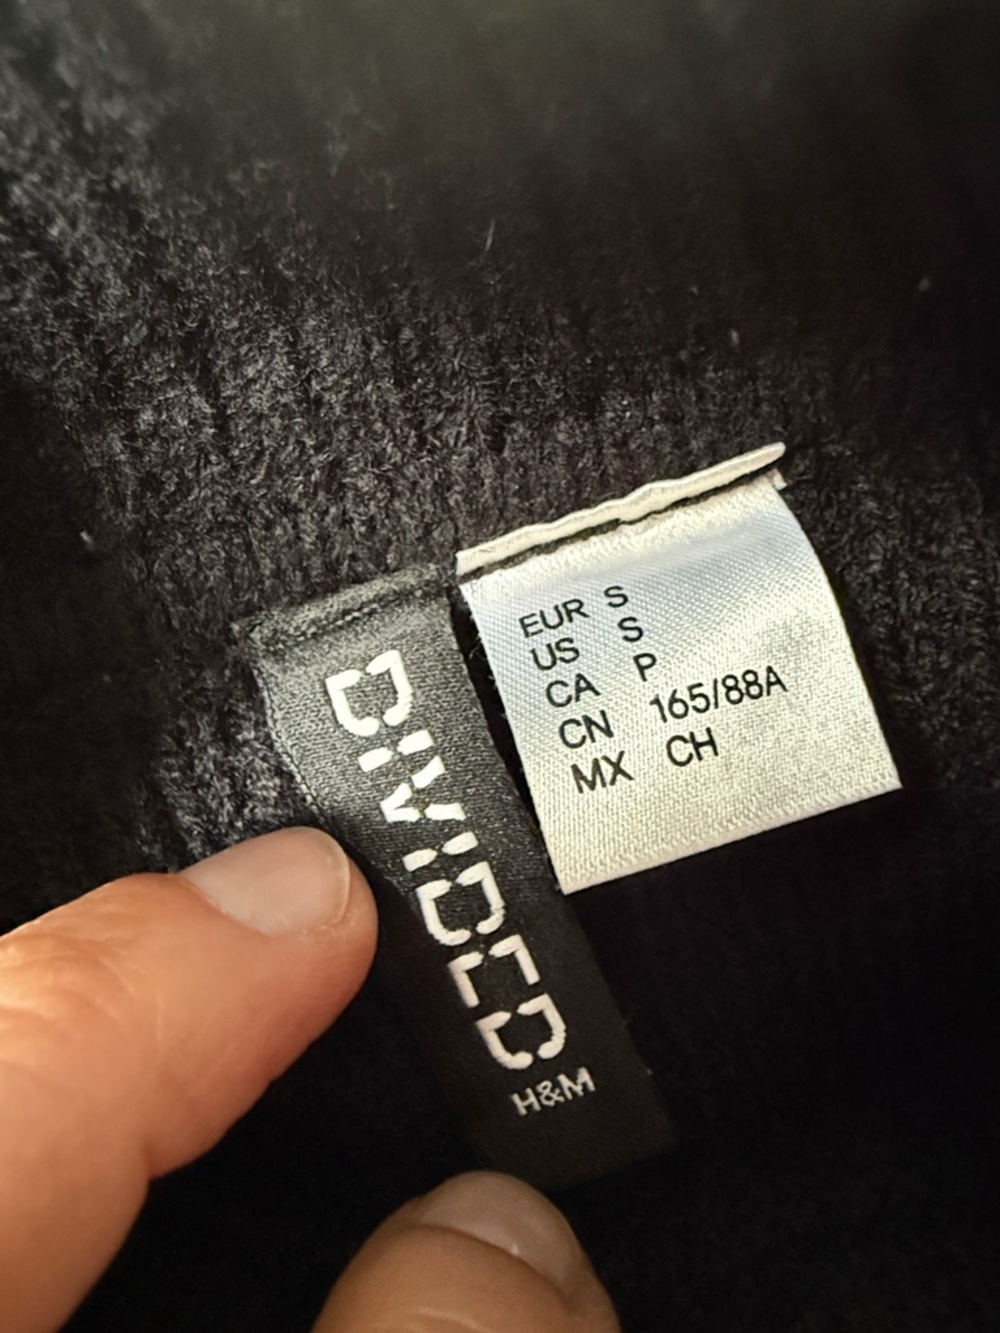 DIVIDED
H&M
EUR S
US S
CA P
CN 165/88A
MX CH